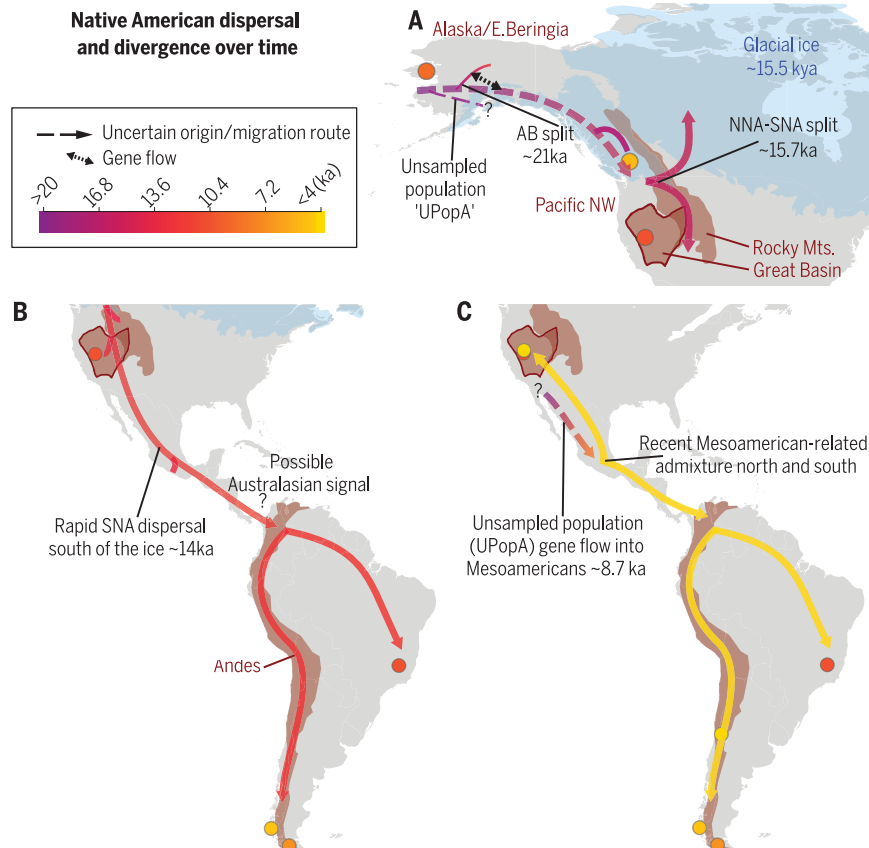 Native American dispersal
and divergence over time
Uncertain origin/migration route
Gene flow
>20
16.8
13.6
10.4
7.2
<4(ka)
A
Alaska/E.Beringia
Glacial ice
~15.5 kya
?
AB split
~21ka
NNA-SNA split
~15.7ka
Unsampled
population
'UPopA'
Pacific NW
Rocky Mts.
Great Basin
B
Possible
Australasian signal
?
Rapid SNA dispersal
south of the ice ~14ka
Andes
C
?
Recent Mesoamerican-related
admixture north and south
Unsampled population
(UPopA) gene flow into
Mesoamericans ~8.7 ka